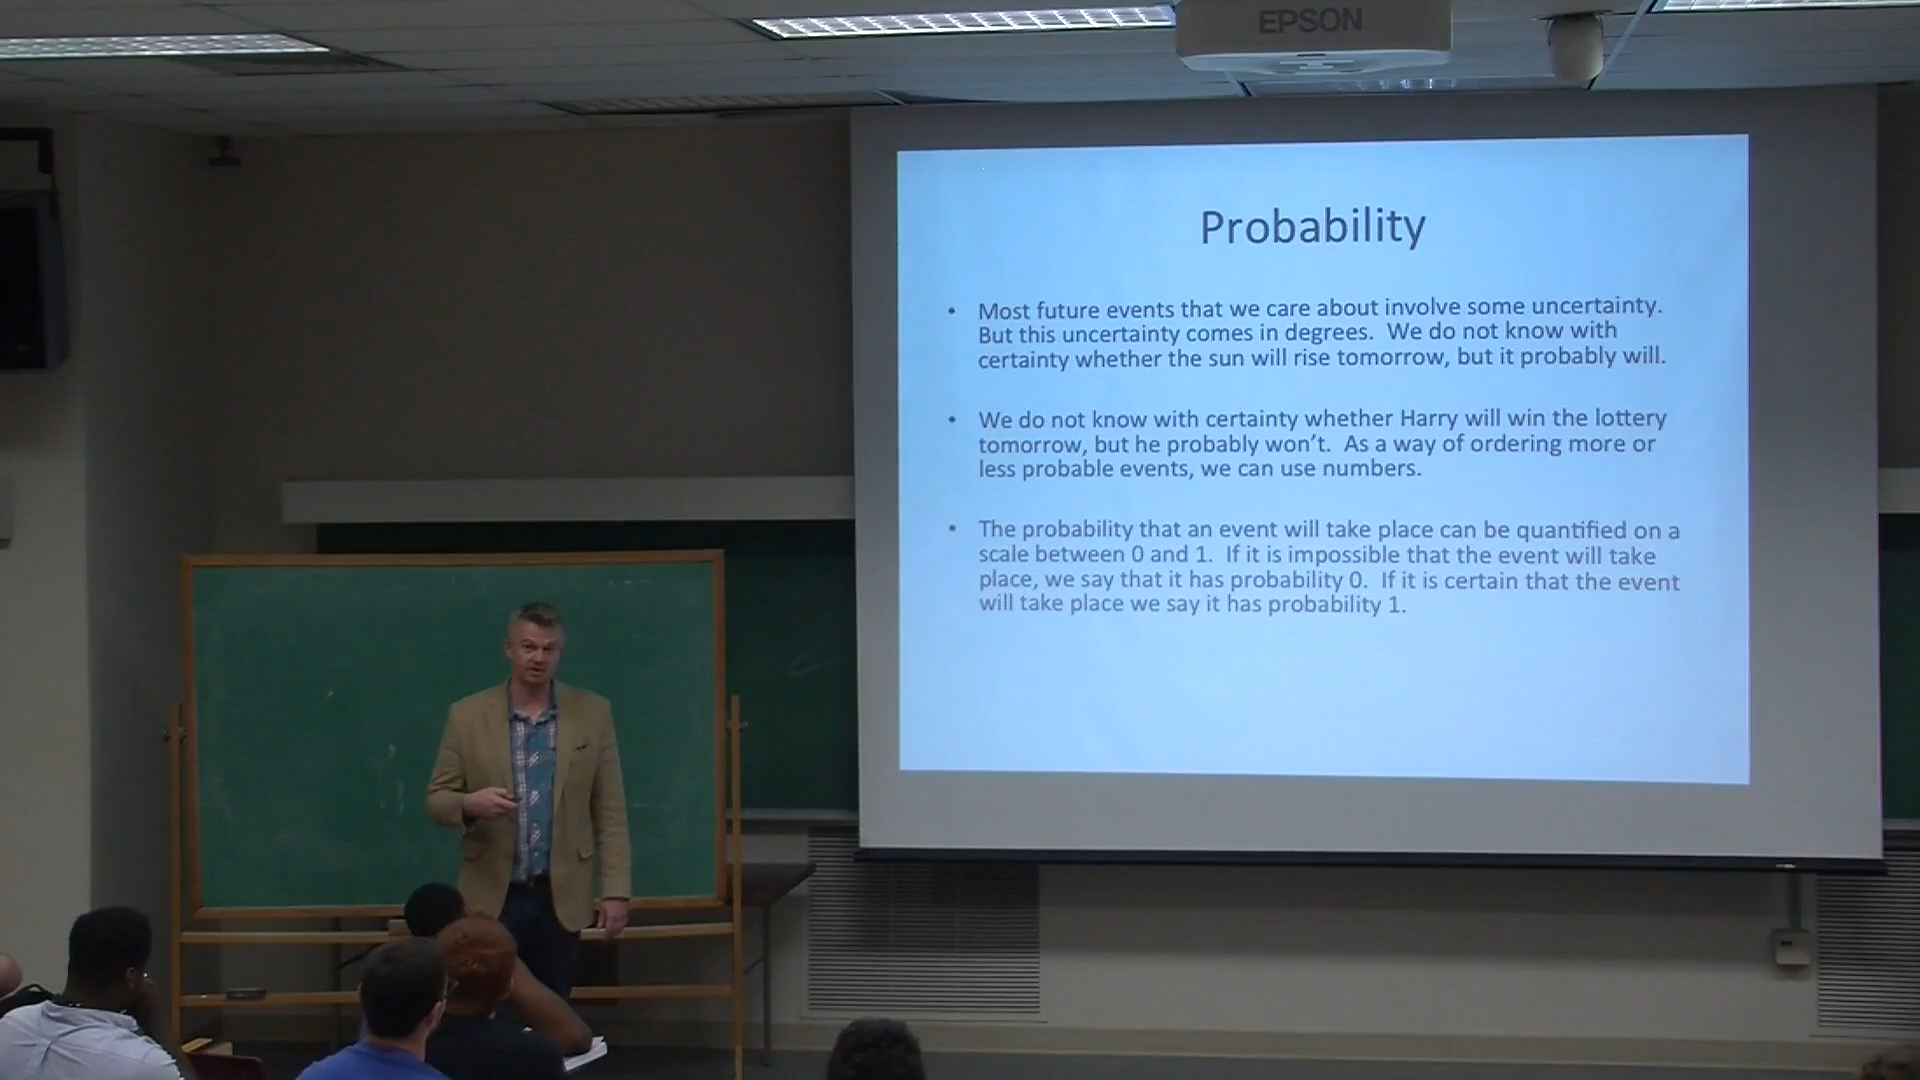 EPSON
Probability
• Most future events that we care about involve some uncertainty.
But this uncertainty comes in degrees. We do not know with
certainty whether the sun will rise tomorrow, but it probably will.
• We do not know with certainty whether Harry will win the lottery
tomorrow, but he probably won't. As a way of ordering more or
less probable events, we can use numbers.
• The probability that an event will take place can be quantified on a
scale between 0 and 1. If it is impossible that the event will take
place, we say that it has probability 0. If it is certain that the event
will take place we say it has probability 1.